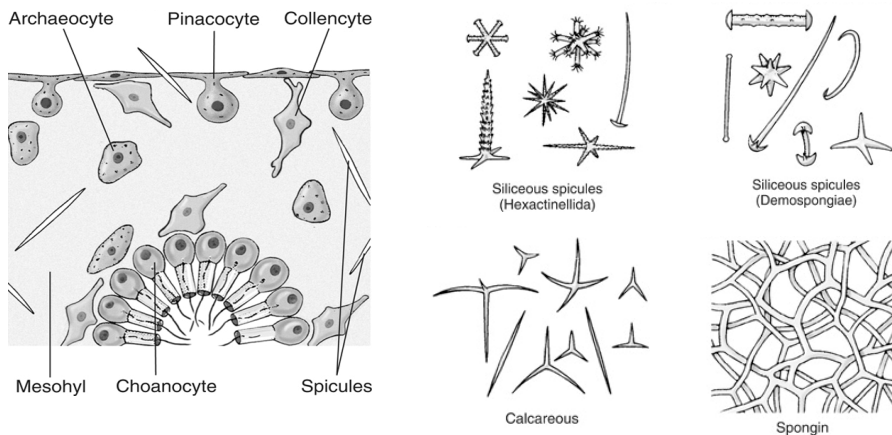 Archaeocyte
Pinacocyte
Collencyte
Mesohyl
Choanocyte
Spicules
Siliceous spicules
(Hexactinellida)
Siliceous spicules
(Demospongiae)
Calcareous
Spongin